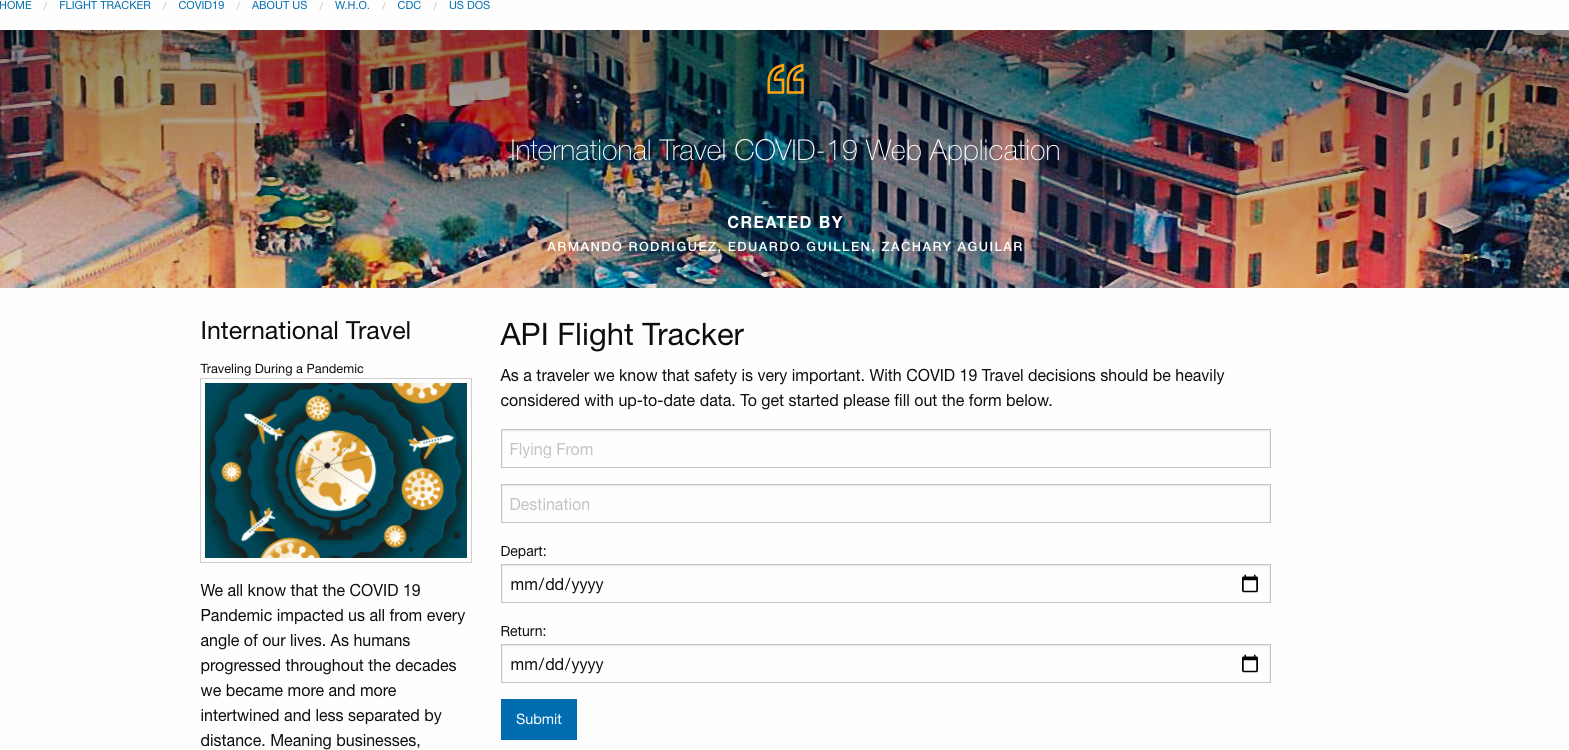 HOME / FLIGHT TRACKER / COVID19 / ABOUT US / W.H.O. / CDC / US DOS
International Travel COVID-19 Web Application
CREATED BY
ARMANDO RODRIGUEZ, EDUARDO GUILLEN, ZACHARY AGUILAR
International Travel
Traveling During a Pandemic
We all know that the COVID 19
Pandemic impacted us all from every
angle of our lives. As humans
progressed throughout the decades
we became more and more
intertwined and less separated by
distance. Meaning businesses,
API Flight Tracker
As a traveler we know that safety is very important. With COVID 19 Travel decisions should be heavily
considered with up-to-date data. To get started please fill out the form below.
Flying From
Destination
Depart:
mm/dd/yyyy
Return:
mm/dd/yyyy
Submit